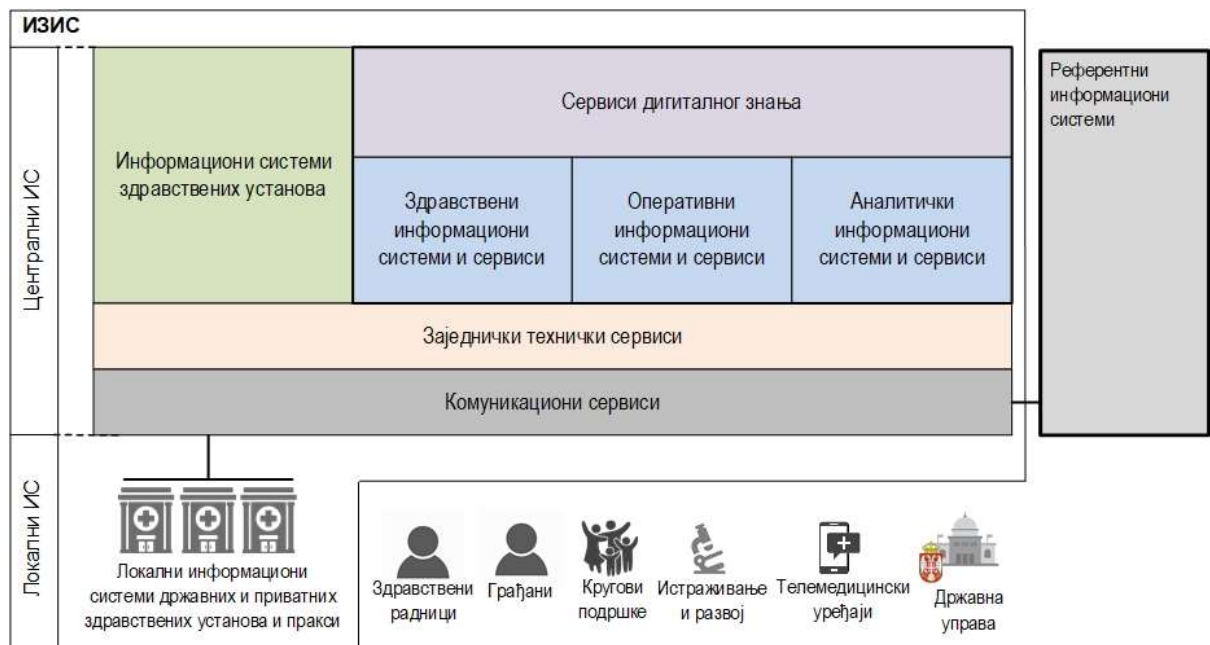 ИЗИС
Централни ИС
Информациони системи
здравствених установа
Сервиси дигиталног знања
Здравствени
информациони
системи и сервиси
Оперативни
информациони
системи и сервиси
Аналитички
информациони
системи и сервиси
Заједнички технички сервиси
Комуникациони сервиси
Референтни
информациони
системи
Локални ИС
Локални информациони
системи државних и приватних
здравствених установа и пракси
Здравствени
радници
Грађани
Кругови
подршке
Истраживање
и развој
Телемедицински
уређаји
Државна
управа